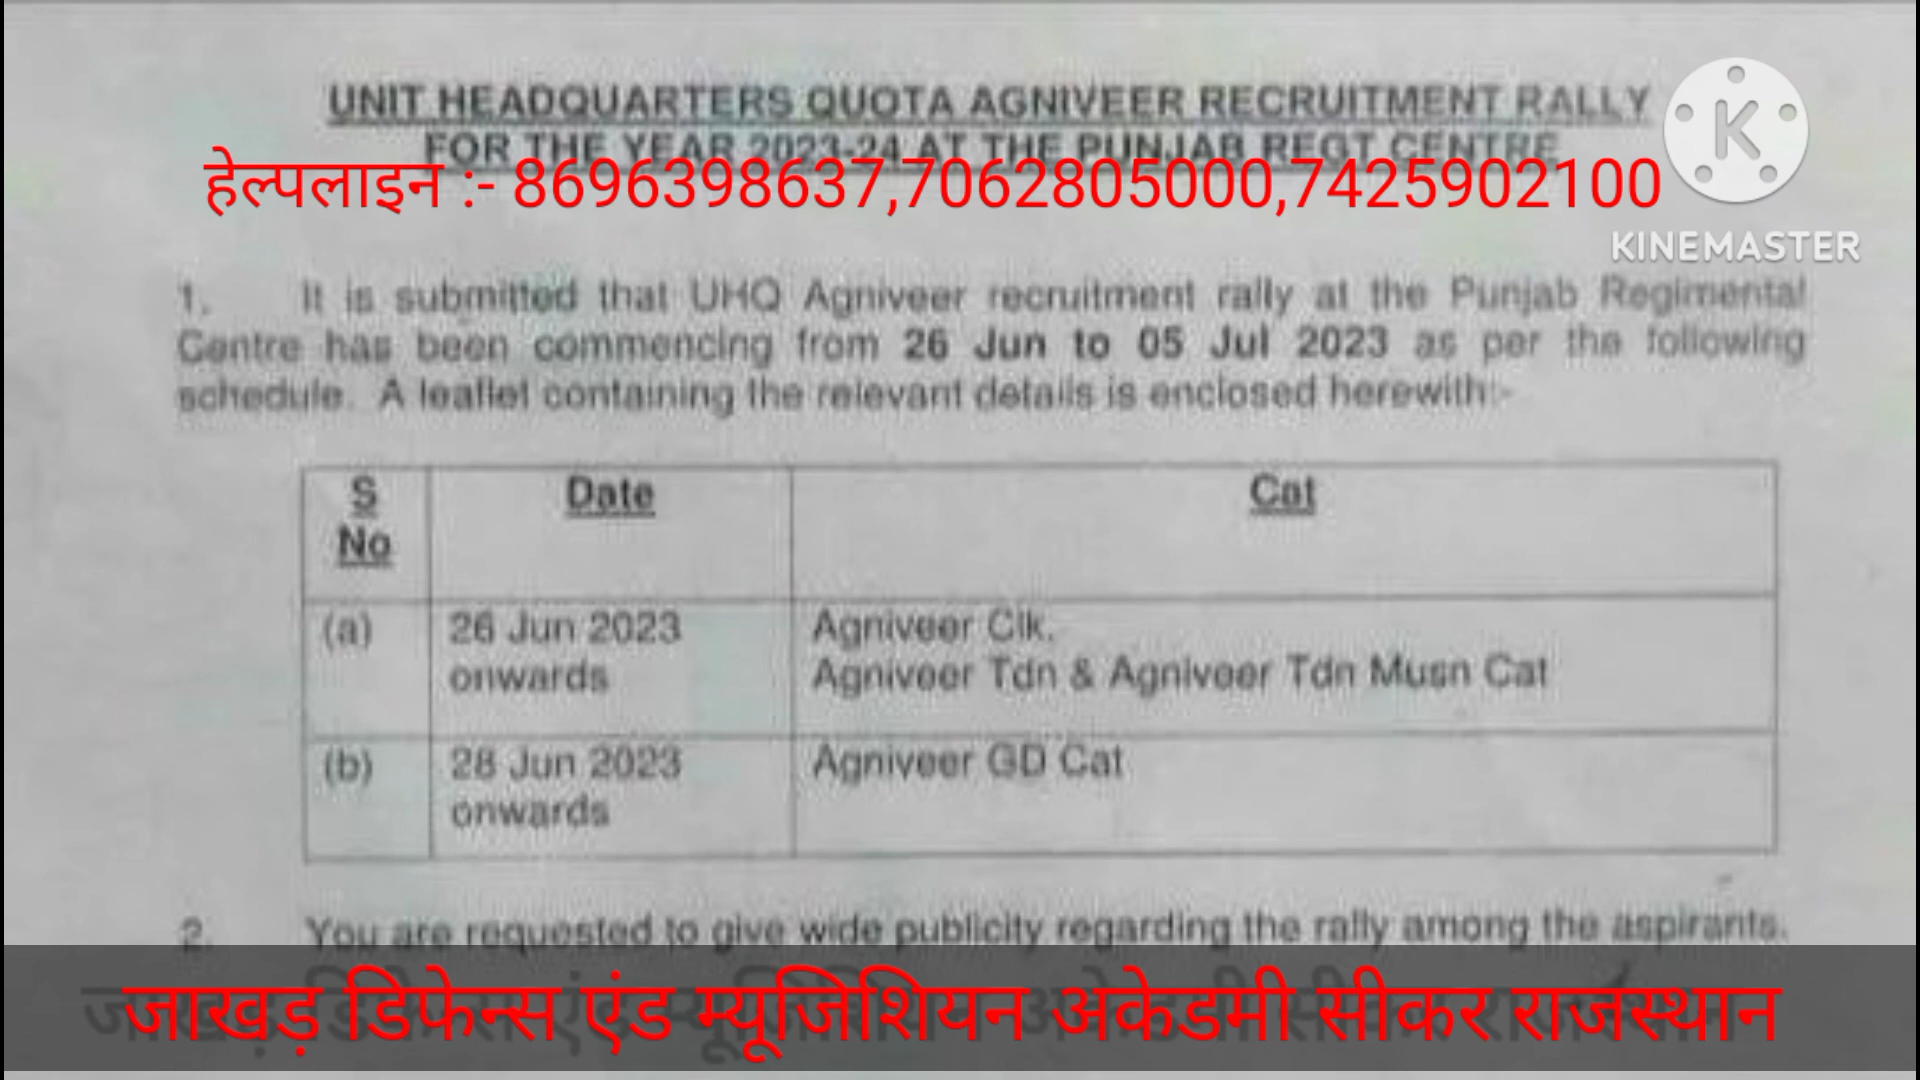 UNIT HEADQUARTERS QUOTA AGNIVEER RECRUITMENT RALLY
FOR THE YEAR 2023-24 AT THE PUNJAB REGT CENTRE
हेल्पलाइन :- 8696398637,7062805000,7425902100
K
KINEMASTER
1. It is submitted that UHQ Agniveer recruitment rally at the Punjab Regimental
Centre has been commencing from 26 Jun to 05 Jul 2023 as per the following
schedule. A leaflet containing the relevant details is enclosed herewith:-
S No Date Cat
(a) 26 Jun 2023 onwards Agniveer Clk.
Agniveer Tdn & Agniveer Tdn Musn Cat
(b) 28 Jun 2023 onwards Agniveer GD Cat
2. You are requested to give wide publicity regarding the rally among the aspirants.
जाखड़ डिफेन्स एंड म्यूजिशियन अकेडमी सीकर राजस्थान